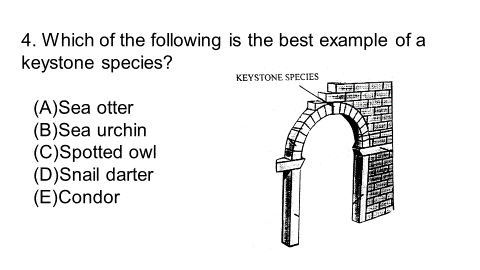 4. Which of the following is the best example of a
keystone species?
KEYSTONE SPECIES
(A)Sea otter
(B)Sea urchin
(C)Spotted owl
(D)Snail darter
(E)Condor